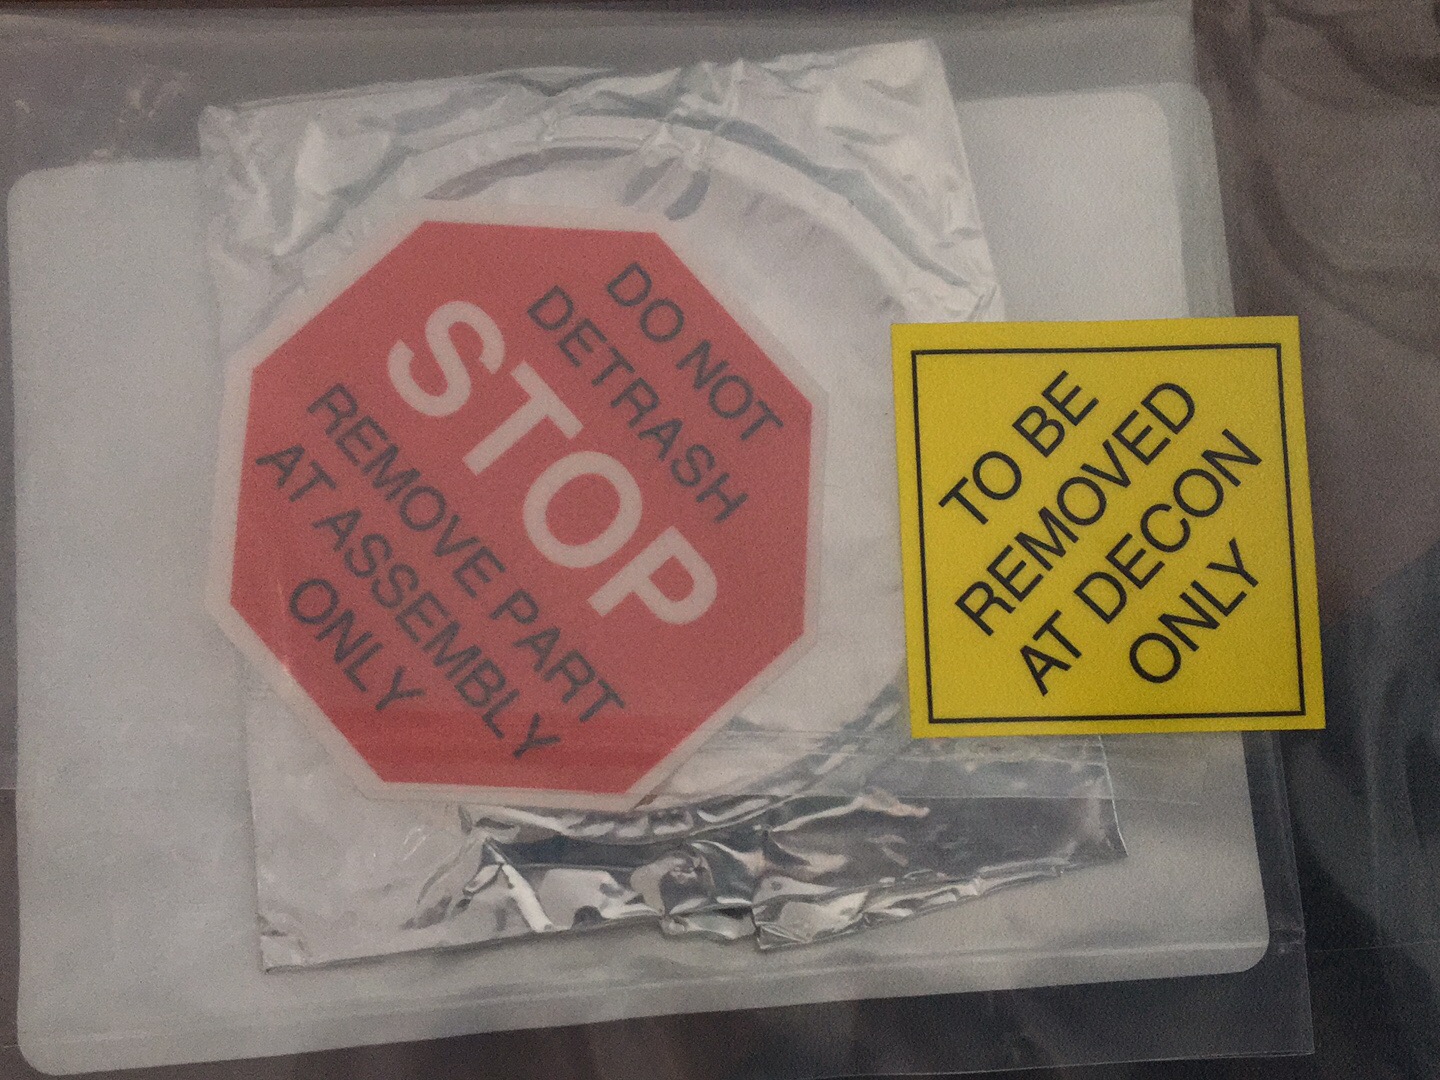 DO NOT
DETRASH
STOP
REMOVE PART
AT ASSEMBLY
ONLY
TO BE
REMOVED
AT DECON
ONLY